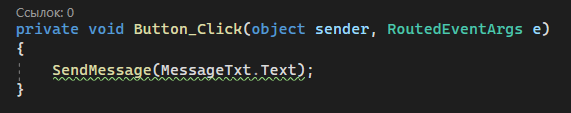 Ссылок: 0
private void Button_Click(object sender, RoutedEventArgs e)
{
SendMessage(MessageTxt.Text);
}